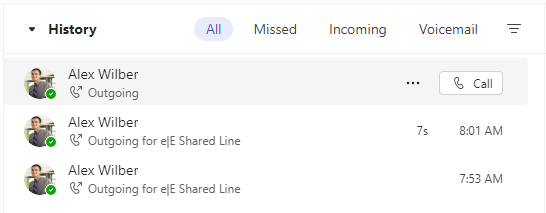 History All Missed Incoming Voicemail
Alex Wilber
Outgoing
... Call
Alex Wilber
Outgoing for e|E Shared Line
7s 8:01 AM
Alex Wilber
Outgoing for e|E Shared Line
7:53 AM